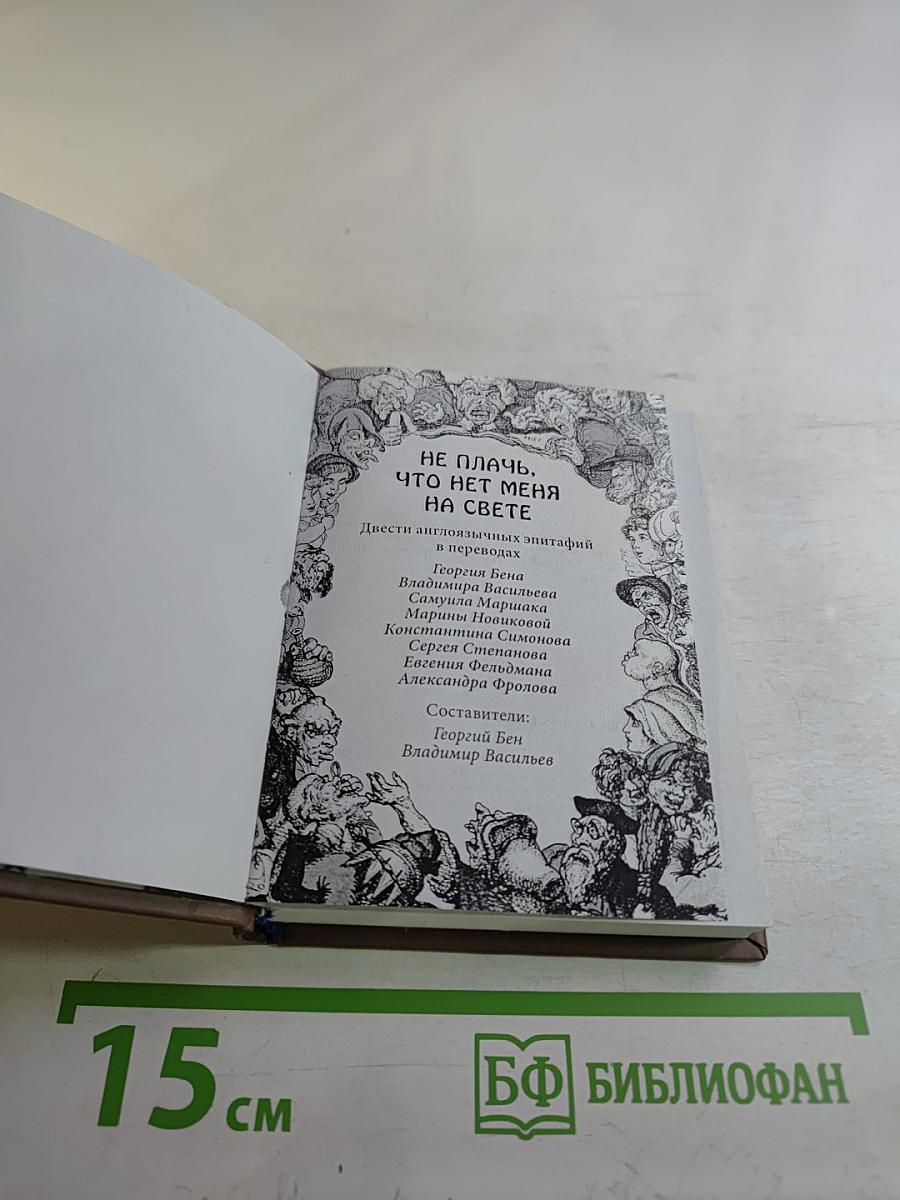 НЕ ПЛАЧЬ,
ЧТО НЕТ МЕНЯ
НА СВЕТЕ
Двести англоязычных эпитафий
в переводах
Георгия Бена
Владимира Васильева
Самуила Маршака
Марины Новиковой
Константина Симонова
Сергея Степанова
Евгения Фельдмана
Александра Фролова
Составители:
Георгий Бен
Владимир Васильев
15 см
БФ БИБЛИОФАН